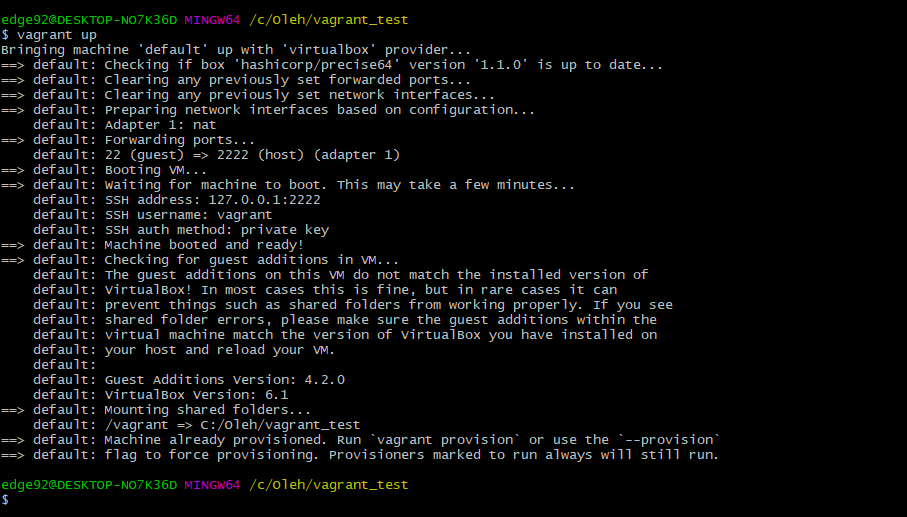 edge92@DESKTOP-NO7K36D MINGW64 /c/Oleh/vagrant_test
$ vagrant up
Bringing machine 'default' up with 'virtualbox' provider...
==> default: Checking if box 'hashicorp/precise64' version '1.1.0' is up to date...
==> default: Clearing any previously set forwarded ports...
==> default: Clearing any previously set network interfaces...
==> default: Preparing network interfaces based on configuration...
    default: Adapter 1: nat
==> default: Forwarding ports...
    default: 22 (guest) => 2222 (host) (adapter 1)
==> default: Booting VM...
==> default: Waiting for machine to boot. This may take a few minutes...
    default: SSH address: 127.0.0.1:2222
    default: SSH username: vagrant
    default: SSH auth method: private key
==> default: Machine booted and ready!
==> default: Checking for guest additions in VM...
    default: The guest additions on this VM do not match the installed version of
    default: VirtualBox! In most cases this is fine, but in rare cases it can
    default: prevent things such as shared folders from working properly. If you see
    default: shared folder errors, please make sure the guest additions within the
    default: virtual machine match the version of VirtualBox you have installed on
    default: your host and reload your VM.
    default:
    default: Guest Additions Version: 4.2.0
    default: VirtualBox Version: 6.1
==> default: Mounting shared folders...
    default: /vagrant => C:/Oleh/vagrant_test
==> default: Machine already provisioned. Run `vagrant provision` or use the `--provision`
==> default: flag to force provisioning. Provisioners marked to run always will still run.
edge92@DESKTOP-NO7K36D MINGW64 /c/Oleh/vagrant_test
$